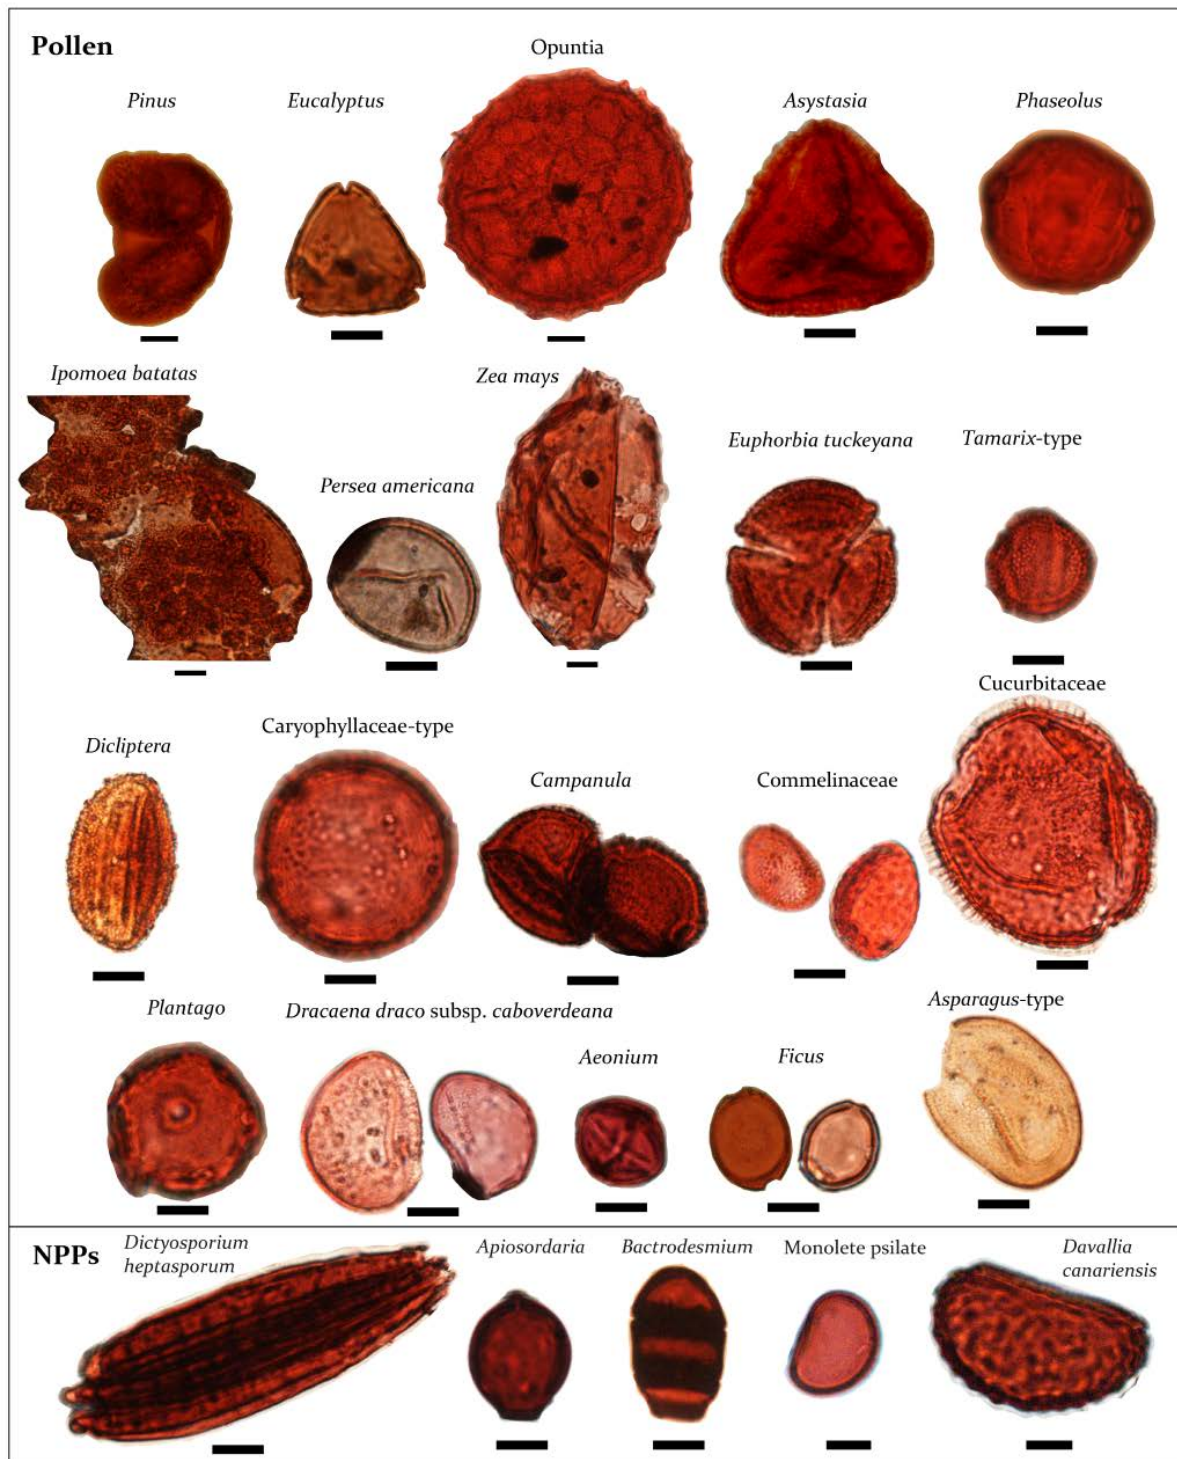 Pollen
Opuntia
Pinus
Eucalyptus
Asystasia
Phaseolus
Ipomoea batatas
Zea mays
Persea americana
Euphorbia tuckeyana
Tamarix-type
Cucurbitaceae
Dicliptera
Caryophyllaceae-type
Campanula
Commelinaceae
Plantago
Dracaena draco subsp. caboverdeana
Aeonium
Ficus
Asparagus-type
NPPs
Dictyosporium
heptasporum
Apiosordaria
Bactrodesmium
Monolete psilate
Davallia
canariensis